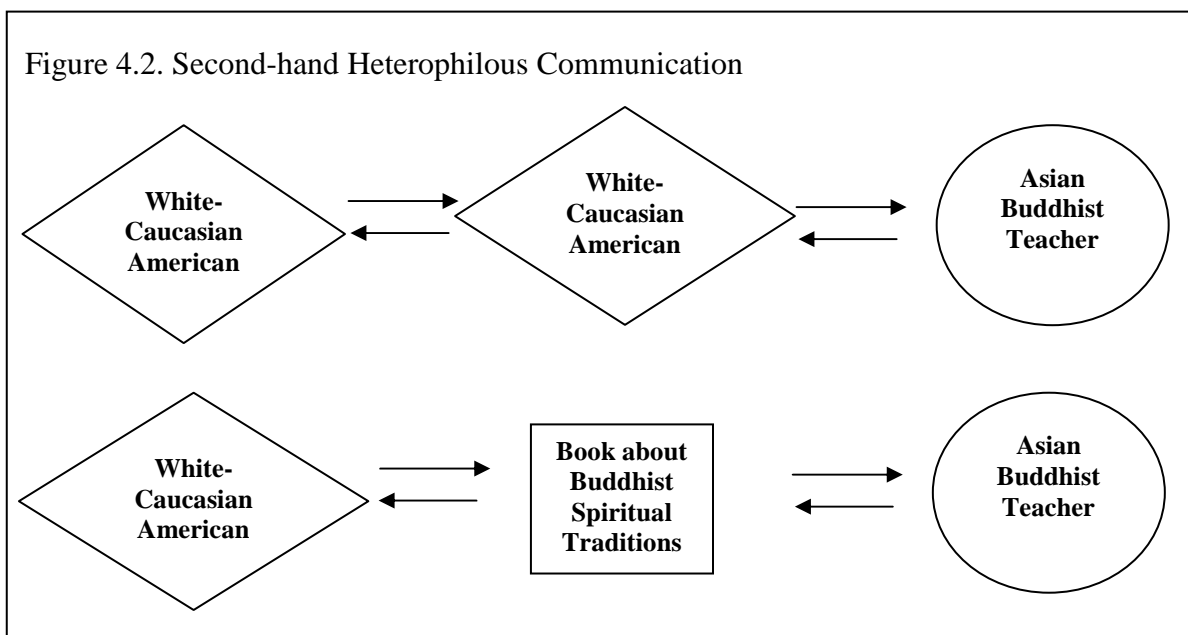 Figure 4.2. Second-hand Heterophilous Communication
White-
Caucasian
American
White-
Caucasian
American
Asian
Buddhist
Teacher
White-
Caucasian
American
Book about
Buddhist
Spiritual
Traditions
Asian
Buddhist
Teacher